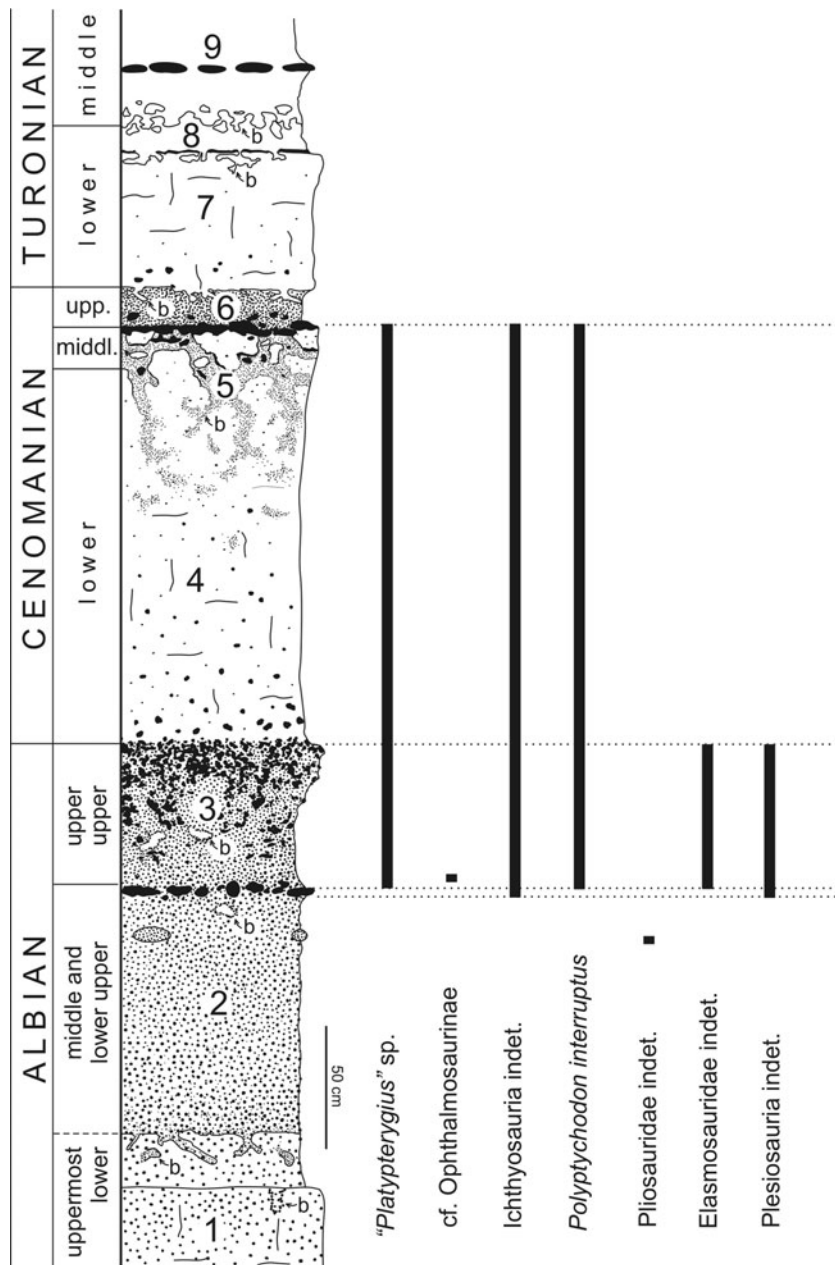 TURONIAN
middle
lower
CENOMANIAN
upp.
middl.
lower
ALBIAN
upper
upper
middle and
lower upper
uppermost
lower
9
8
b
b
7
6
b
5
b
4
3
b
b
2
b
b
1
50 cm
"Platypterygius" sp.
cf. Ophthalmosaurinae
Ichthyosauria indet.
Polyptychodon interruptus
Pliosauridae indet.
Elasmosauridae indet.
Plesiosauria indet.